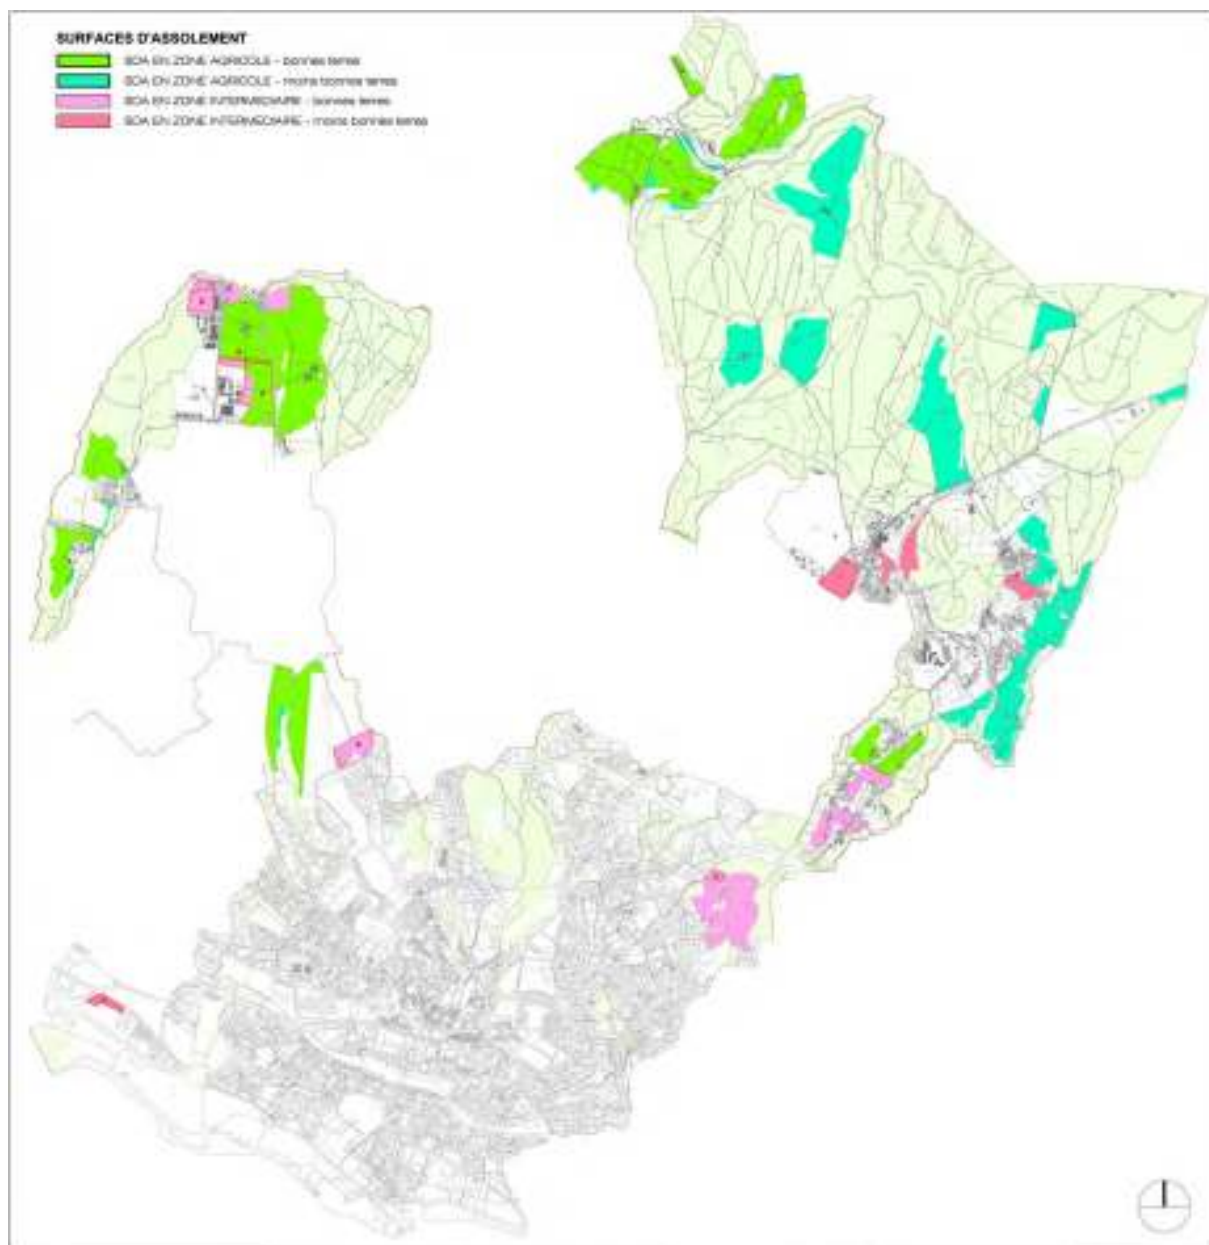 SURFACES D'ASSOLEMENT
SDA EN ZONE AGRICOLE - bonnes terres
SDA EN ZONE AGRICOLE - moins bonnes terres
SDA EN ZONE INTERMEDIAIRE - bonnes terres
SDA EN ZONE INTERMEDIAIRE - moins bonnes terres